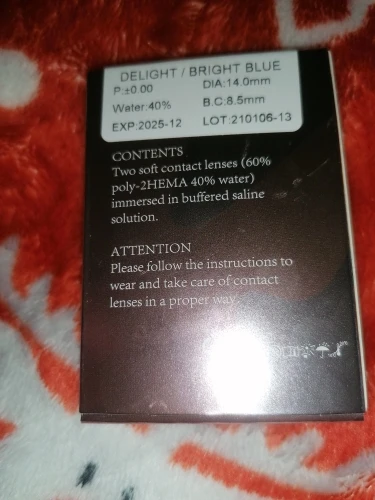 DELIGHT / BRIGHT BLUE
P:±0.00 DIA:14.0mm
Water:40% B.C:8.5mm
EXP:2025-12 LOT:210106-13
CONTENTS
Two soft contact lenses (60%
poly-2HEMA 40% water)
immersed in buffered saline
solution.
ATTENTION
Please follow the instructions to
wear and take care of contact
lenses in a proper way